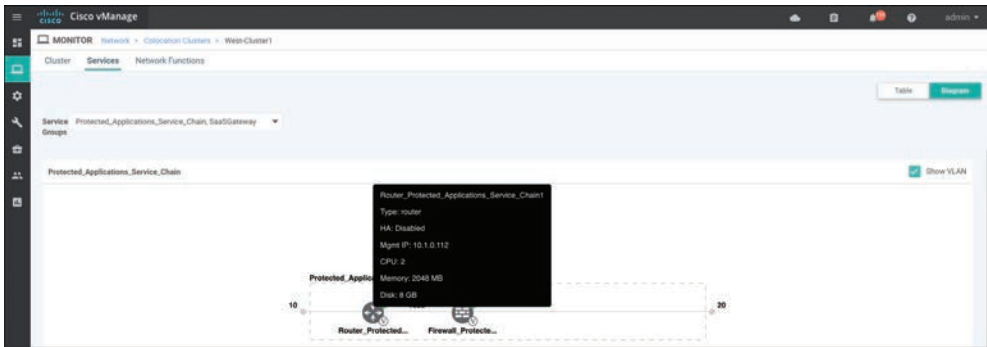 CISCO Cisco vManage admin
MONITOR Network > Colocation Clusters > West-Cluster1
Cluster Services Network Functions
Table Diagram
Service Groups Protected_Applications_Service_Chain, SaaSGateway
Protected_Applications_Service_Chain Show VLAN
Router_Protected_Applications_Service_Chain1
Type: router
HA: Disabled
Mgmt IP: 10.1.0.112
CPU: 2
Protected_Applic Memory: 2048 MB
Disk: 8 GB
10 20
Router_Protected... Firewall_Protecte...